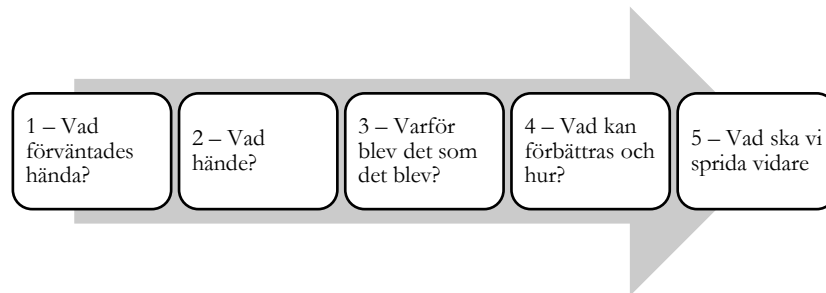 1 – Vad
förväntades
hända?
2 – Vad
hände?
3 – Varför
blev det som
det blev?
4 – Vad kan
förbättras och
hur?
5 – Vad ska vi
sprida vidare